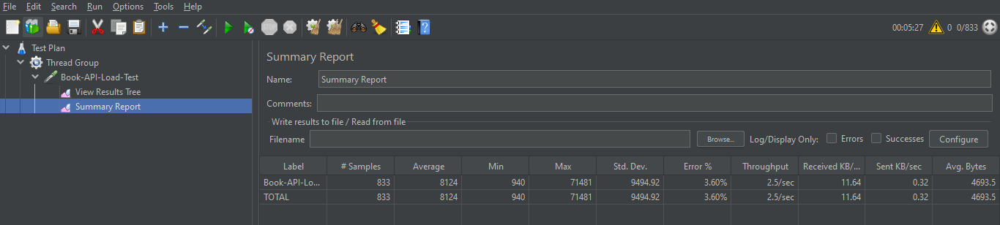 File Edit Search Run Options Tools Help
00:05:27 0 0/833
Test Plan
Thread Group
Book-API-Load-Test
View Results Tree
Summary Report
Summary Report
Name: Summary Report
Comments:
Write results to file / Read from file
Filename Browse... Log/Display Only: Errors Successes Configure
Label # Samples Average Min Max Std. Dev. Error % Throughput Received KB/... Sent KB/sec Avg. Bytes
Book-API-Lo... 833 8124 940 71481 9494.92 3.60% 2.5/sec 11.64 0.32 4693.5
TOTAL 833 8124 940 71481 9494.92 3.60% 2.5/sec 11.64 0.32 4693.5